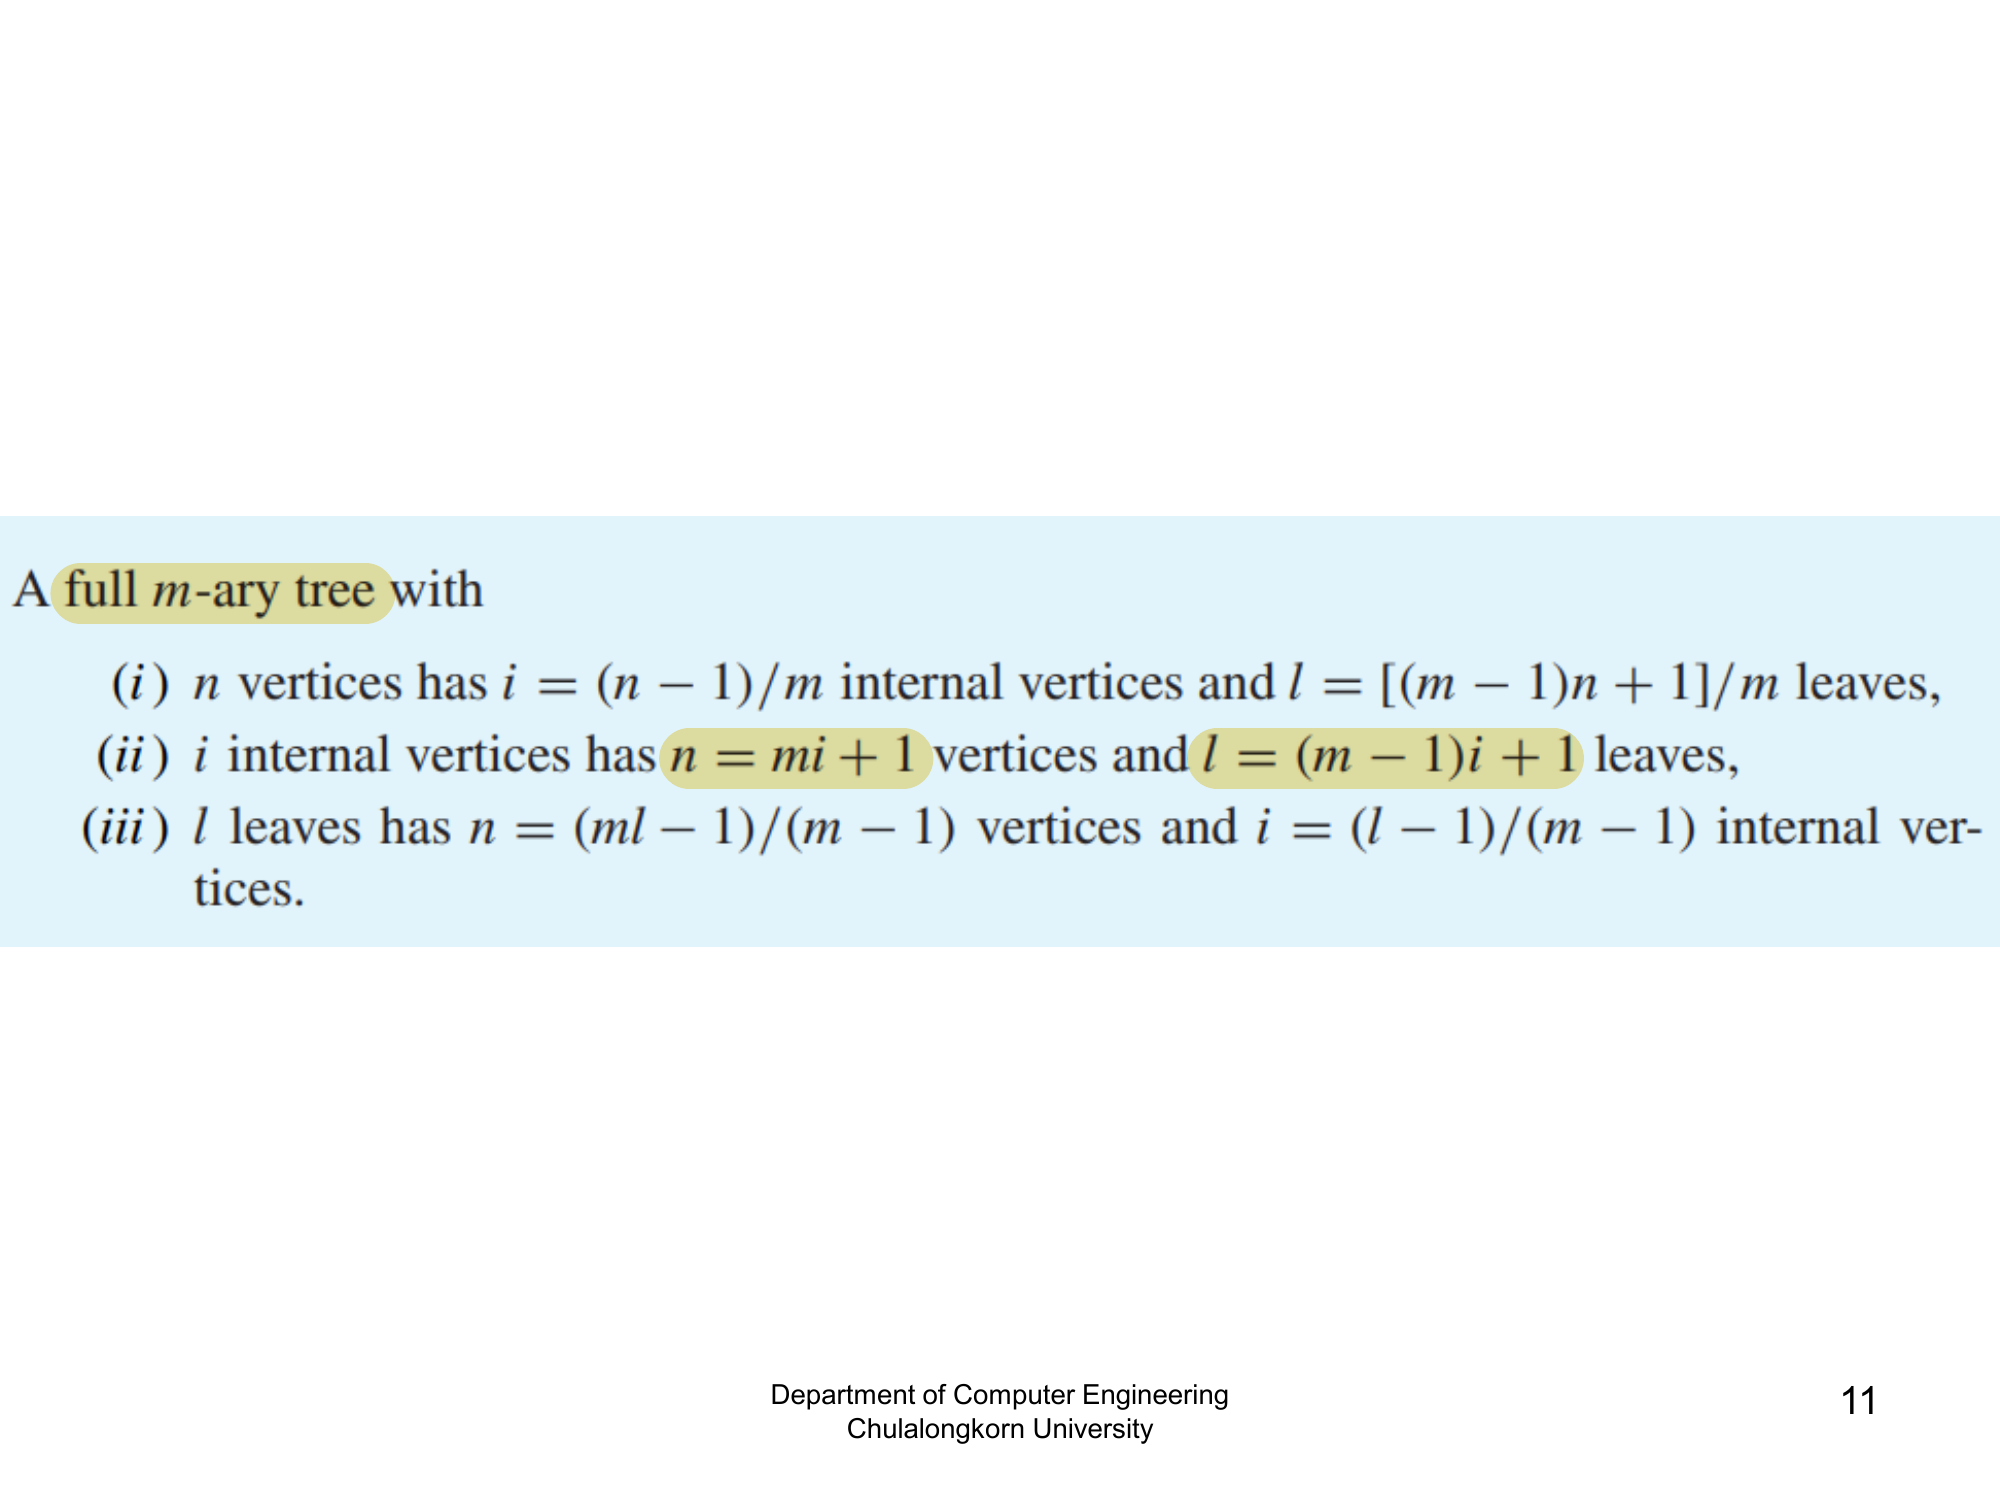 A full m-ary tree with
(i) n vertices has i = (n − 1)/m internal vertices and l = [(m − 1)n + 1]/m leaves,
(ii) i internal vertices has n = mi + 1 vertices and l = (m − 1)i + 1 leaves,
(iii) l leaves has n = (ml − 1)/(m − 1) vertices and i = (l − 1)/(m − 1) internal ver-
tices.
Department of Computer Engineering
Chulalongkorn University
11